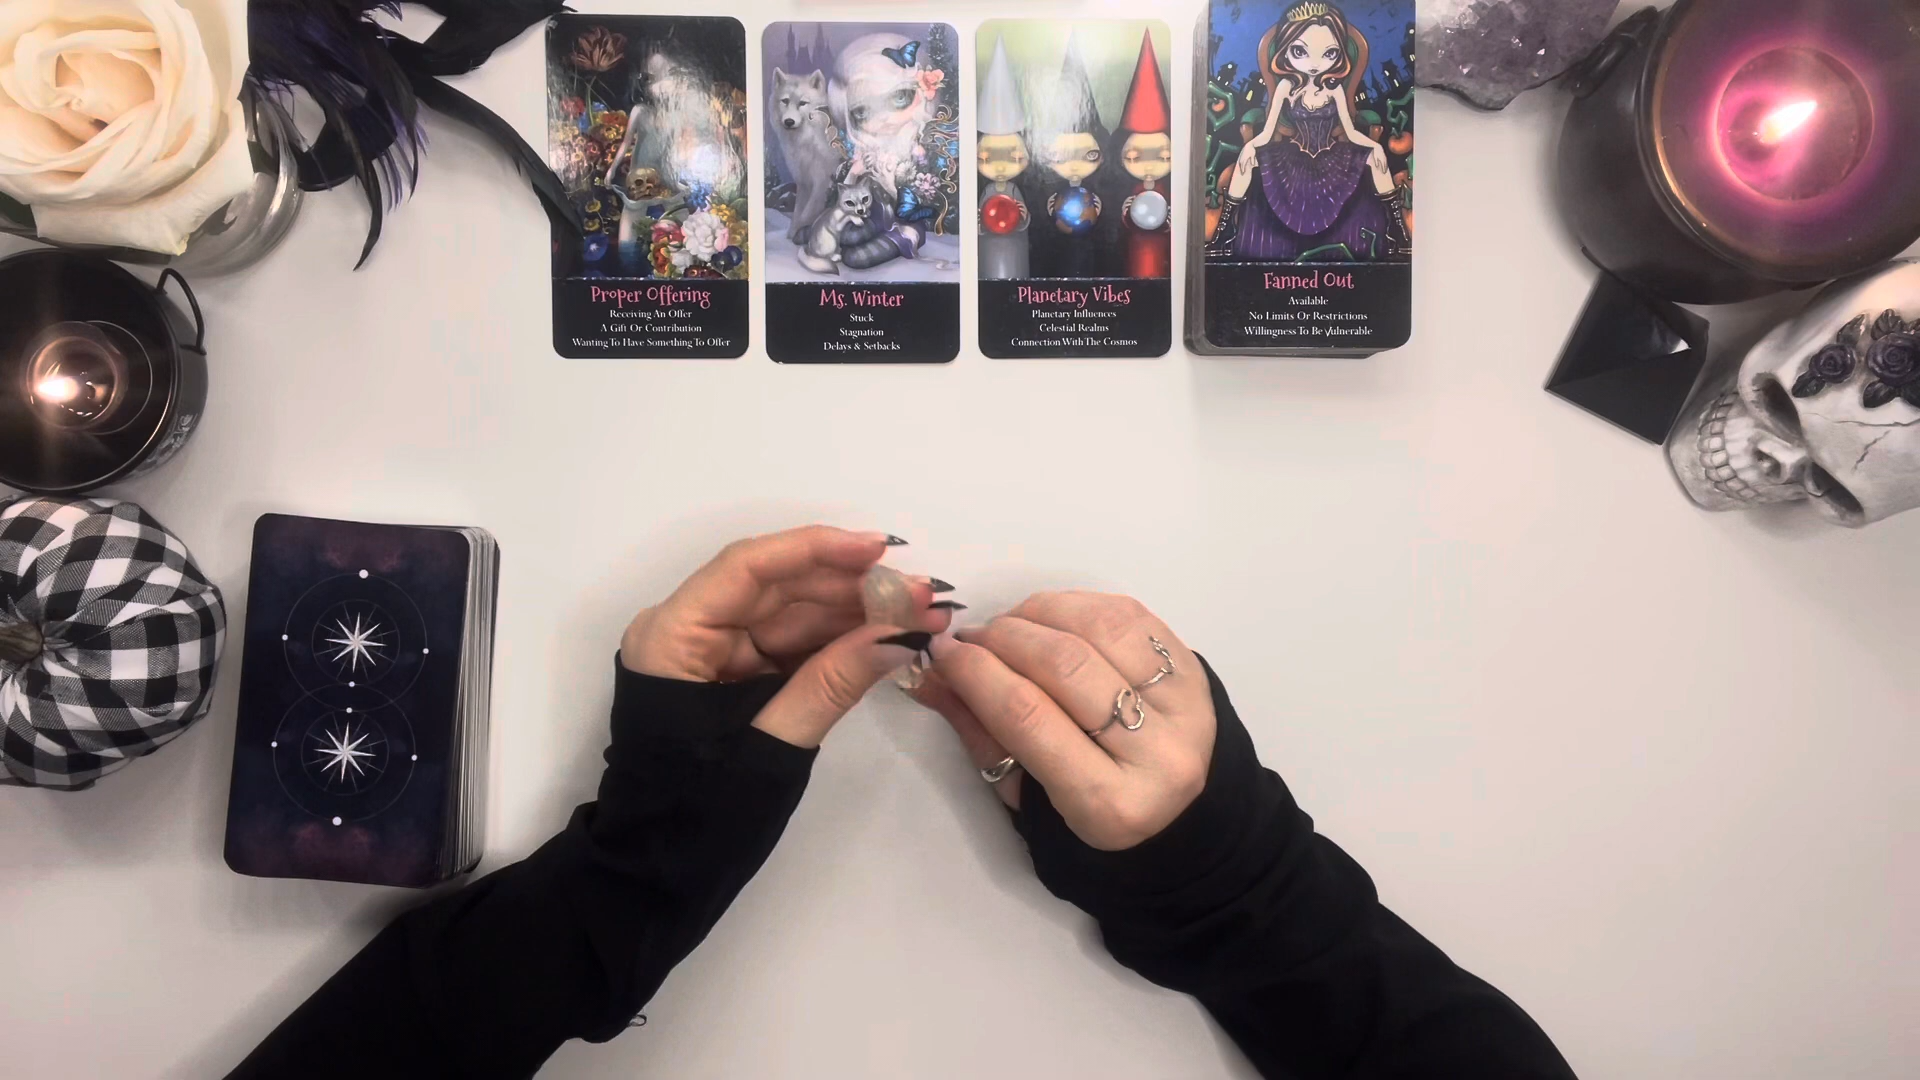 Proper Offering
Receiving An Offer
A Gift Or Contribution
Wanting To Have Something To Offer
Ms. Winter
Stuck
Stagnation
Delays & Setbacks
Planetary Vibes
Planetary Influences
Celestial Realms
Connection With The Cosmos
Fanned Out
Available
No Limits Or Restrictions
Willingness To Be Vulnerable